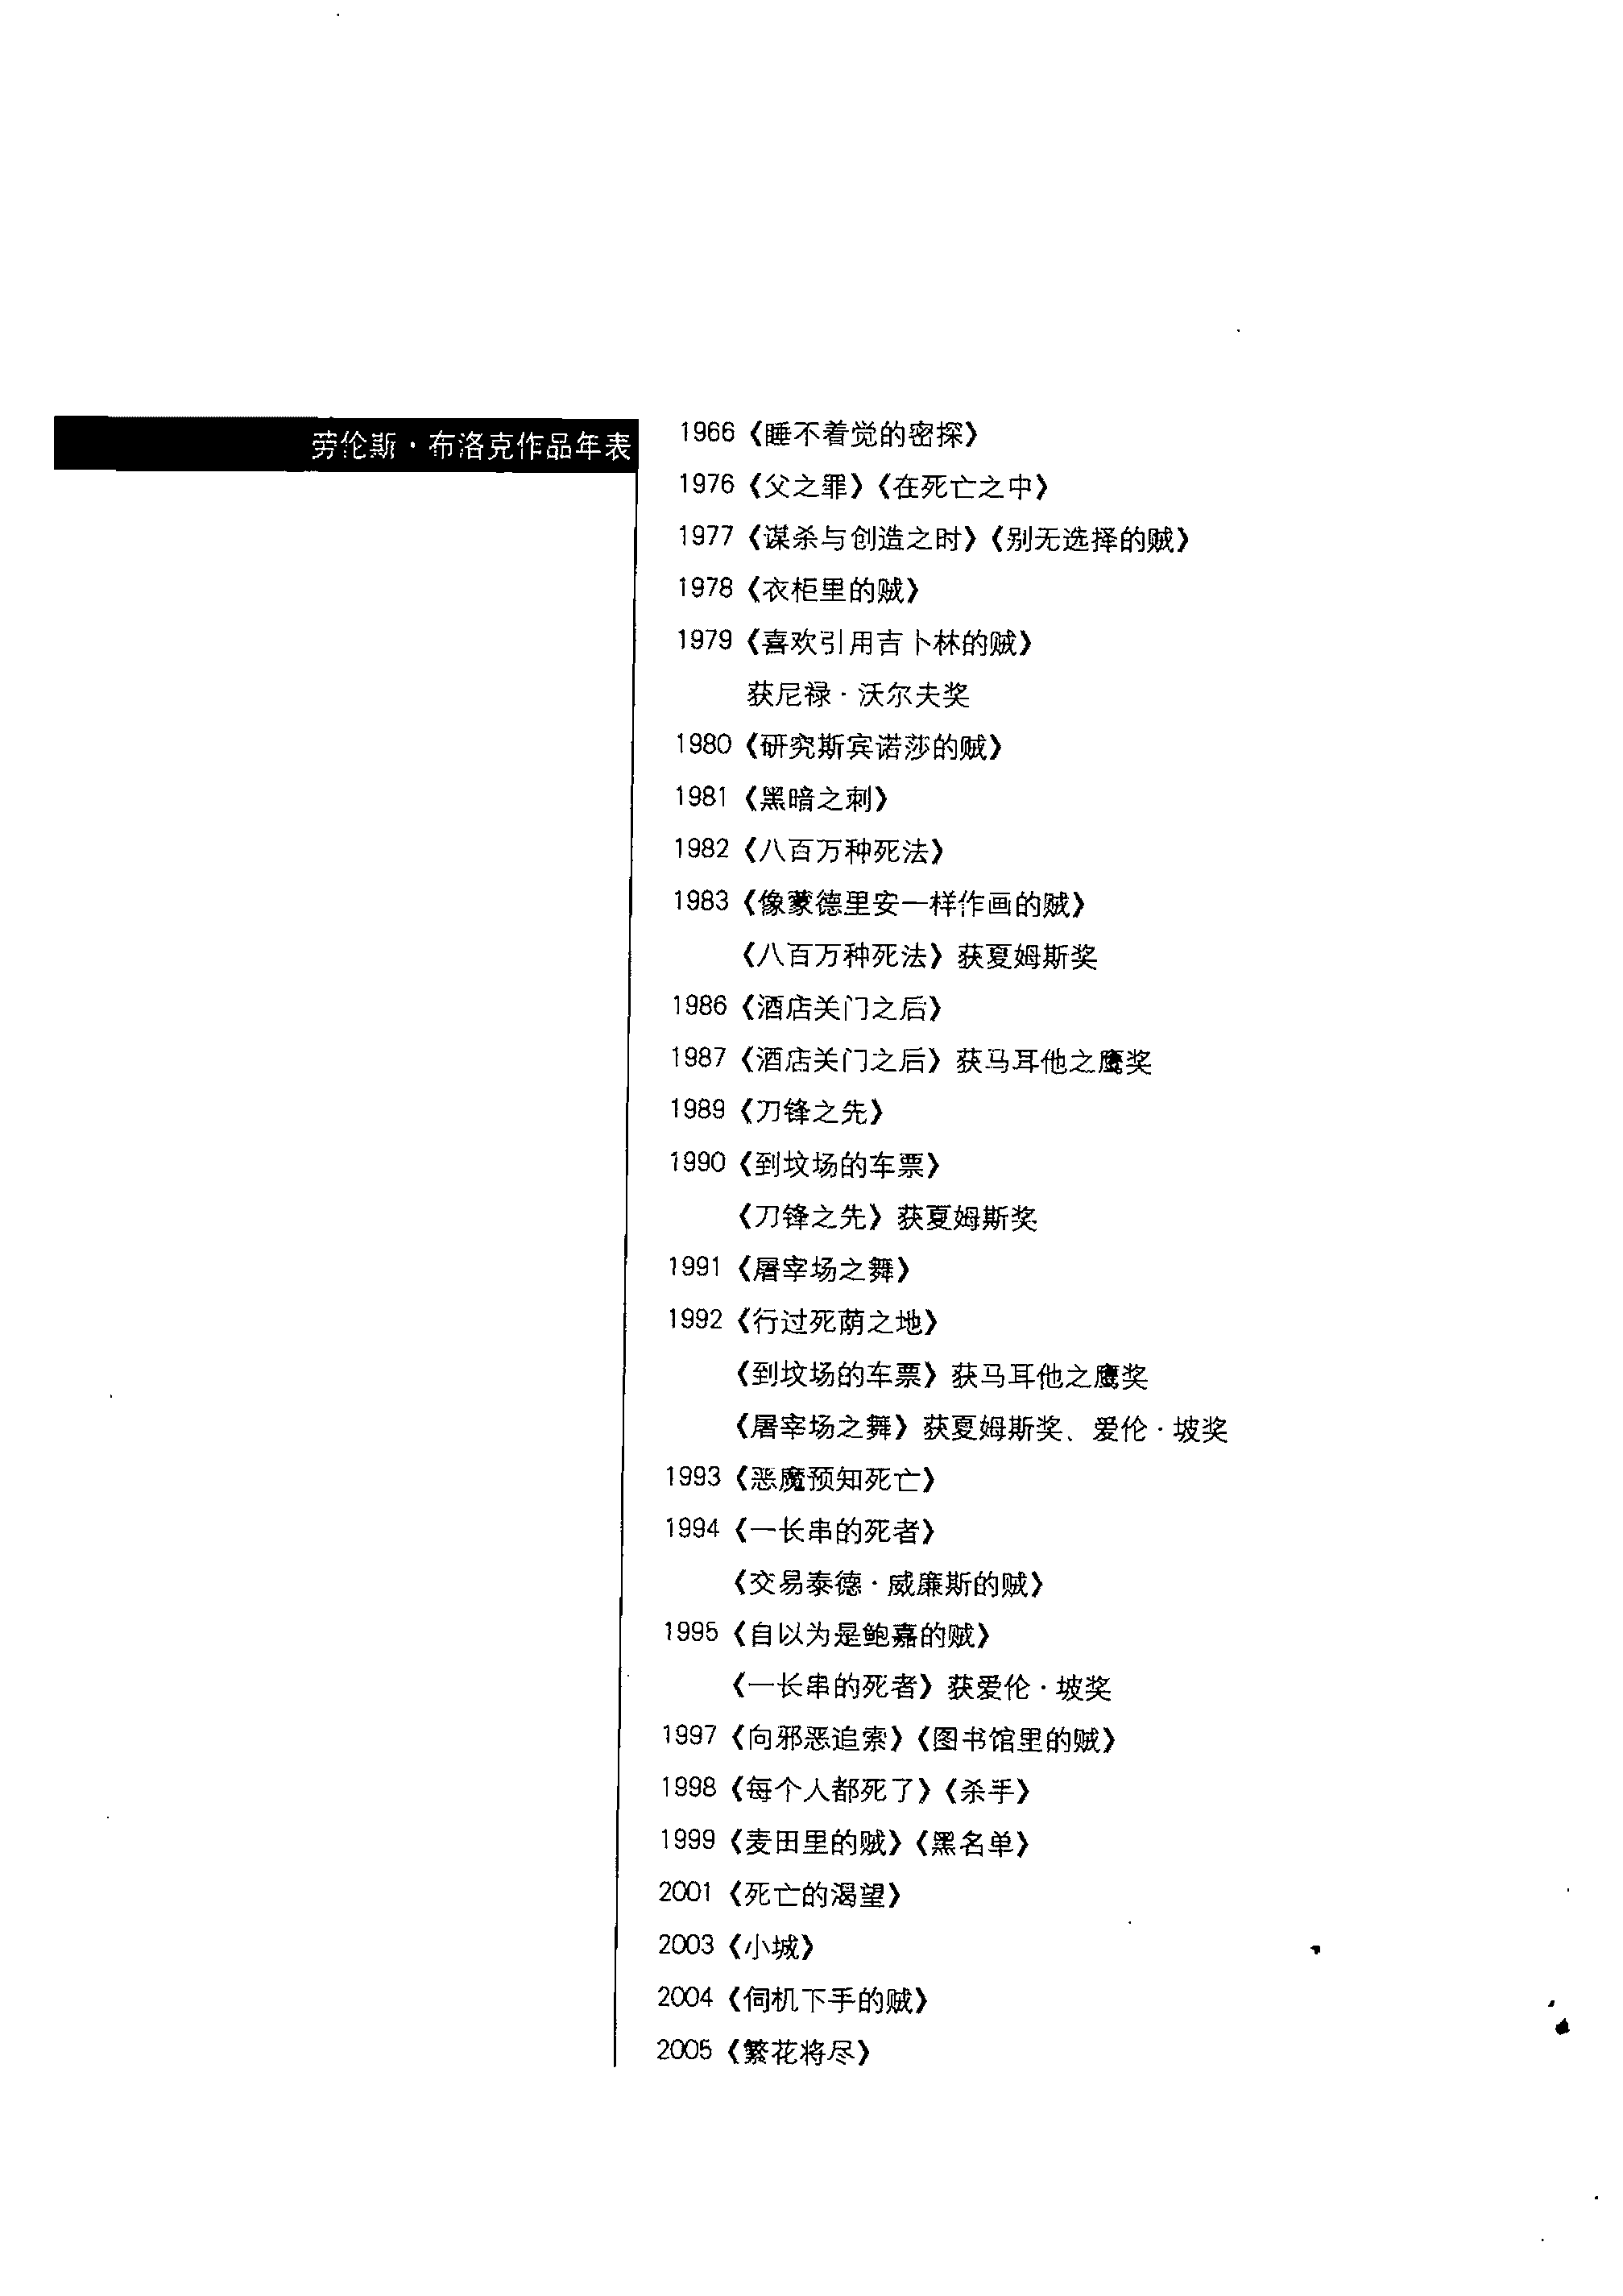 劳伦斯·布洛克作品年表
1966《睡不着觉的密探》
1976《父之罪》《在死亡之中》
1977《谋杀与创造之时》《别无选择的贼》
1978《衣柜里的贼》
1979《喜欢引用吉卜林的贼》
获尼禄·沃尔夫奖
1980《研究斯宾诺莎的贼》
1981《黑暗之刺》
1982《八百万种死法》
1983《像蒙德里安一样作画的贼》
《八百万种死法》获夏姆斯奖
1986《酒店关门之后》
1987《酒店关门之后》获马耳他之鹰奖
1989《刀锋之先》
1990《到坟场的车票》
《刀锋之先》获夏姆斯奖
1991《屠宰场之舞》
1992《行过死荫之地》
《到坟场的车票》获马耳他之鹰奖
《屠宰场之舞》获夏姆斯奖、爱伦·坡奖
1993《恶魔预知死亡》
1994《一长串的死者》
《交易泰德·威廉斯的贼》
1995《自以为是鲍嘉的贼》
《一长串的死者》获爱伦·坡奖
1997《向邪恶追索》《图书馆里的贼》
1998《每个人都死了》《杀手》
1999《麦田里的贼》《黑名单》
2001《死亡的渴望》
2003《小城》
2004《伺机下手的贼》
2005《繁花将尽》